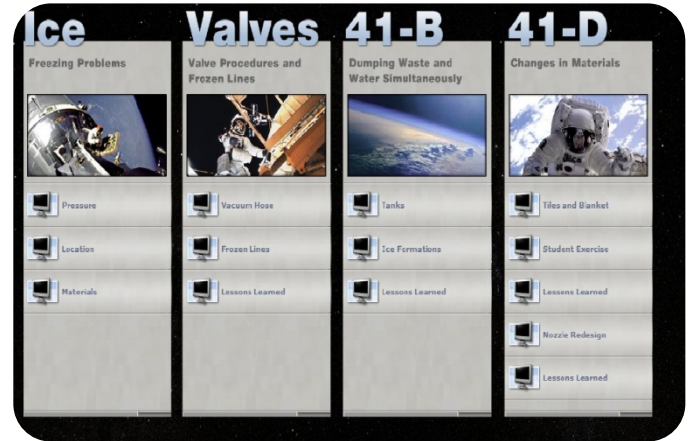 Ice
Freezing Problems
Pressure
Location
Materials
Valves
Valve Procedures and
Frozen Lines
Vacuum Hose
Frozen Lines
Lessons Learned
41-B
Dumping Waste and
Water Simultaneously
Tanks
Ice Formations
Lessons Learned
41-D
Changes in Materials
Tiles and Blanket
Student Exercise
Lessons Learned
Nozzle Redesign
Lessons Learned